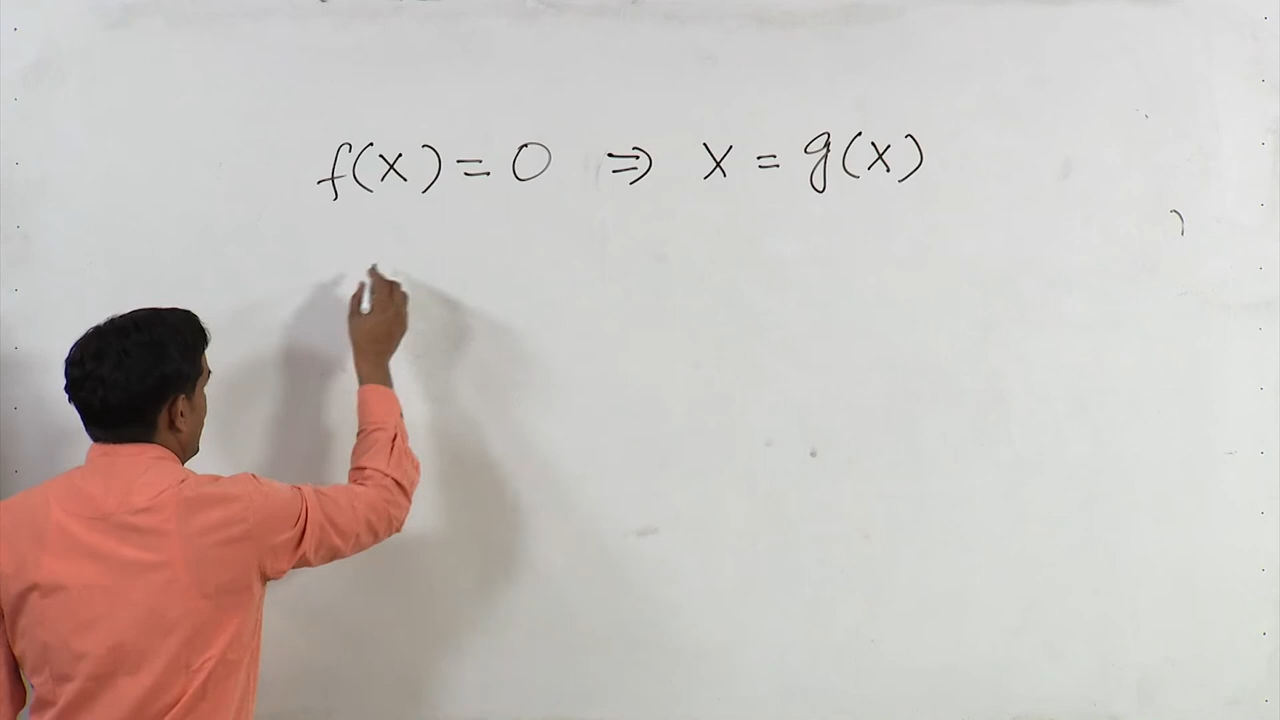 f(x) = 0 ⇒ x = g(x)